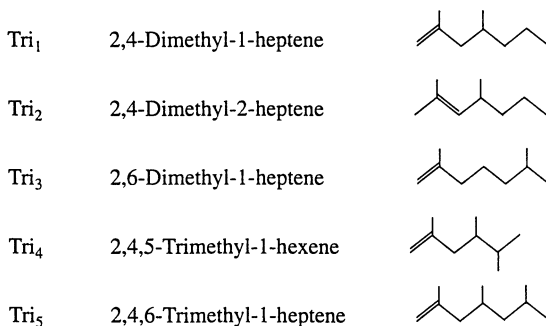 Tri₁ 2,4-Dimethyl-1-heptene
Tri₂ 2,4-Dimethyl-2-heptene
Tri₃ 2,6-Dimethyl-1-heptene
Tri₄ 2,4,5-Trimethyl-1-hexene
Tri₅ 2,4,6-Trimethyl-1-heptene